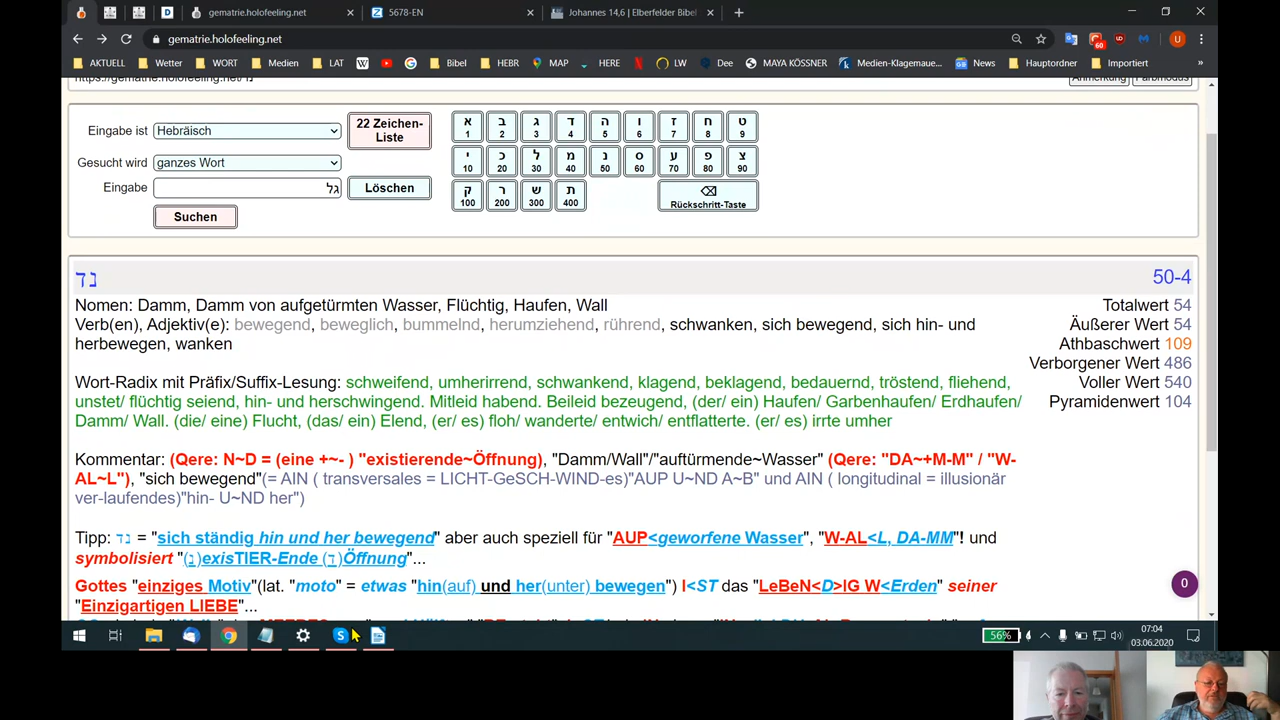 gematrie.holofeeling.net
5678-EN
Johannes 14,6 | Elberfelder Bibel
gematrie.holofeeling.net
60
U
AKTUELL
Wetter
WORT
Medien
LAT
Bibel
HEBR
MAP
HERE
LW
Dee
MAYA KÖSSNER
Medien-Klagemaue...
News
Hauptordner
Importiert
»
Anmerkung
Farbmodus
Eingabe ist
Hebräisch
22 Zeichen-
Liste
Gesucht wird
ganzes Wort
Eingabe
גל
Löschen
Suchen
א ב ג ד ה ו ז ח ט
1 2 3 4 5 6 7 8 9
י כ ל מ נ ס ע פ צ
10 20 30 40 50 60 70 80 90
ק ר ש ת ⌫
100 200 300 400 Rückschritt-Taste
נד 50-4
Nomen: Damm, Damm von aufgetürmten Wasser, Flüchtig, Haufen, Wall
Verb(en), Adjektiv(e): bewegend, beweglich, bummelnd, herumziehend, rührend, schwanken, sich bewegend, sich hin- und
herbewegen, wanken
Totalwert 54
Äußerer Wert 54
Athbaschwert 109
Verborgener Wert 486
Voller Wert 540
Pyramidenwert 104
Wort-Radix mit Präfix/Suffix-Lesung: schweifend, umherirrend, schwankend, klagend, beklagend, bedauernd, tröstend, fliehend,
unstet/ flüchtig seiend, hin- und herschwingend. Mitleid habend. Beileid bezeugend, (der/ ein) Haufen/ Garbenhaufen/ Erdhaufen/
Damm/ Wall. (die/ eine) Flucht, (das/ ein) Elend, (er/ es) floh/ wanderte/ entwich/ entflatterte. (er/ es) irrte umher
Kommentar: (Qere: N~D = (eine +~- ) "existierende~Öffnung), "Damm/Wall"/"auftürmende~Wasser" (Qere: "DA~+M-M" / "W-
AL~L"), "sich bewegend"(= AIN ( transversales = LICHT-GeSCH-WIND-es)"AUP U~ND A~B" und AIN ( longitudinal = illusionär
ver-laufendes)"hin- U~ND her")
Tipp: נד = "sich ständig hin und her bewegend" aber auch speziell für "AUP<geworfene Wasser", "W-AL<L, DA-MM"! und
symbolisiert "(נ)exisTIER-Ende (ד)Öffnung"...
Gottes "einziges Motiv"(lat. "moto" = etwas "hin(auf) und her(unter) bewegen") I<ST das "LeBeN<D>IG W<Erden" seiner
"Einzigartigen LIEBE"...
0
56%
07:04
03.06.2020